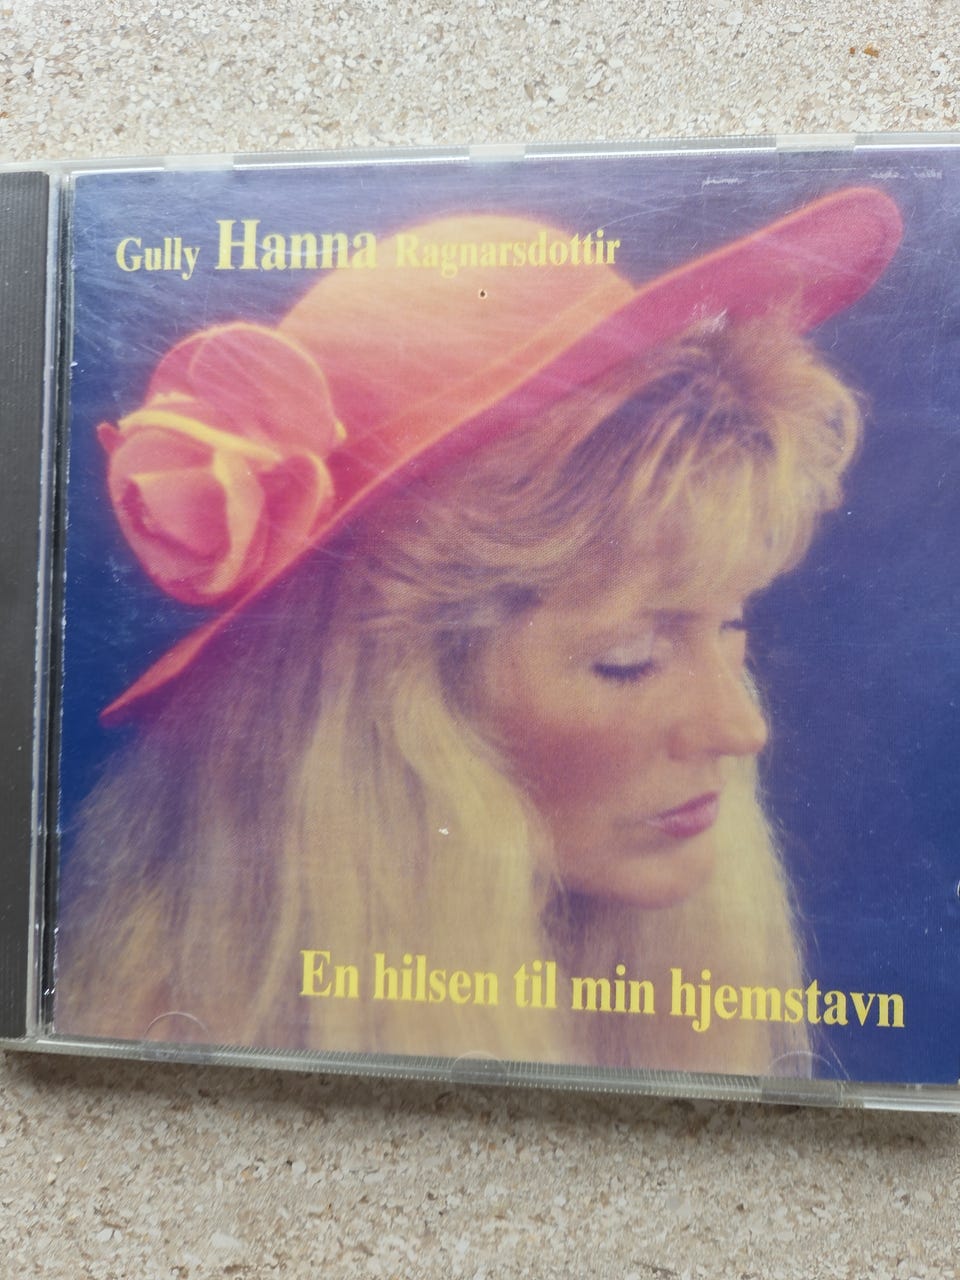 Gully Hanna Ragnarsdottir
En hilsen til min hjemstavn